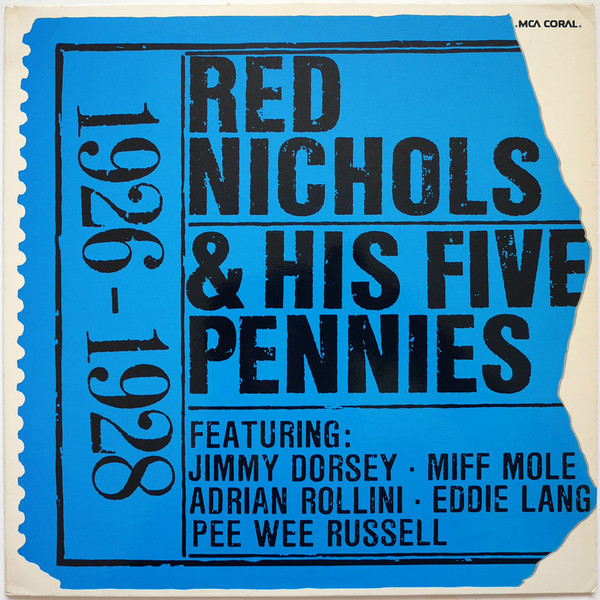 .MCA CORAL.
RED
NICHOLS
& HIS FIVE
PENNIES
1926-1928
FEATURING:
JIMMY DORSEY · MIFF MOLE
ADRIAN ROLLINI · EDDIE LANG
PEE WEE RUSSELL